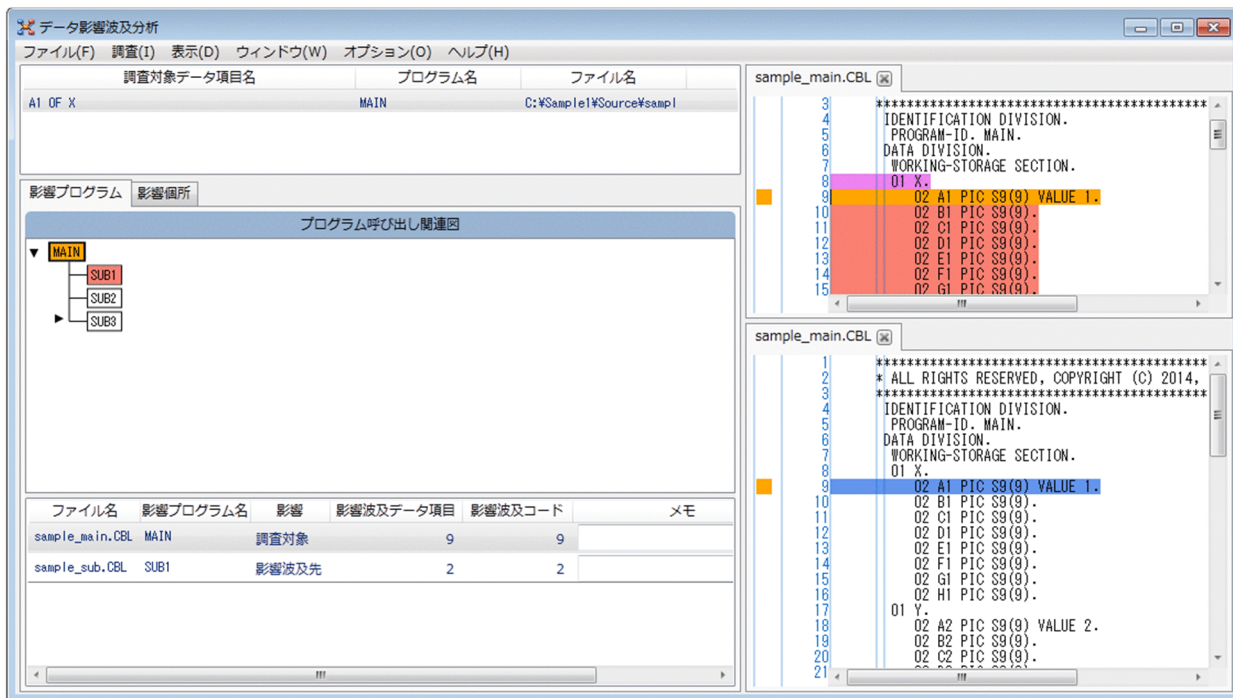 データ影響波及分析
ファイル(F) 調査(I) 表示(D) ウィンドウ(W) オプション(O) ヘルプ(H)
調査対象データ項目名 プログラム名 ファイル名
A1 OF X MAIN C:¥Sample1¥Source¥sampl
影響プログラム 影響個所
プログラム呼び出し関連図
▼ MAIN
SUB1
SUB2
▶ SUB3
ファイル名 影響プログラム名 影響 影響波及データ項目 影響波及コード メモ
sample_main.CBL MAIN 調査対象 9 9
sample_sub.CBL SUB1 影響波及先 2 2
sample_main.CBL
3 *******************************************
4 IDENTIFICATION DIVISION.
5 PROGRAM-ID. MAIN.
6 DATA DIVISION.
7 WORKING-STORAGE SECTION.
8 01 X.
9 02 A1 PIC S9(9) VALUE 1.
10 02 B1 PIC S9(9).
11 02 C1 PIC S9(9).
12 02 D1 PIC S9(9).
13 02 E1 PIC S9(9).
14 02 F1 PIC S9(9).
15 02 G1 PIC S9(9).
sample_main.CBL
1 *******************************************
2 * ALL RIGHTS RESERVED, COPYRIGHT (C) 2014,
3 *******************************************
4 IDENTIFICATION DIVISION.
5 PROGRAM-ID. MAIN.
6 DATA DIVISION.
7 WORKING-STORAGE SECTION.
8 01 X.
9 02 A1 PIC S9(9) VALUE 1.
10 02 B1 PIC S9(9).
11 02 C1 PIC S9(9).
12 02 D1 PIC S9(9).
13 02 E1 PIC S9(9).
14 02 F1 PIC S9(9).
15 02 G1 PIC S9(9).
16 02 H1 PIC S9(9).
17 01 Y.
18 02 A2 PIC S9(9) VALUE 2.
19 02 B2 PIC S9(9).
20 02 C2 PIC S9(9).
21